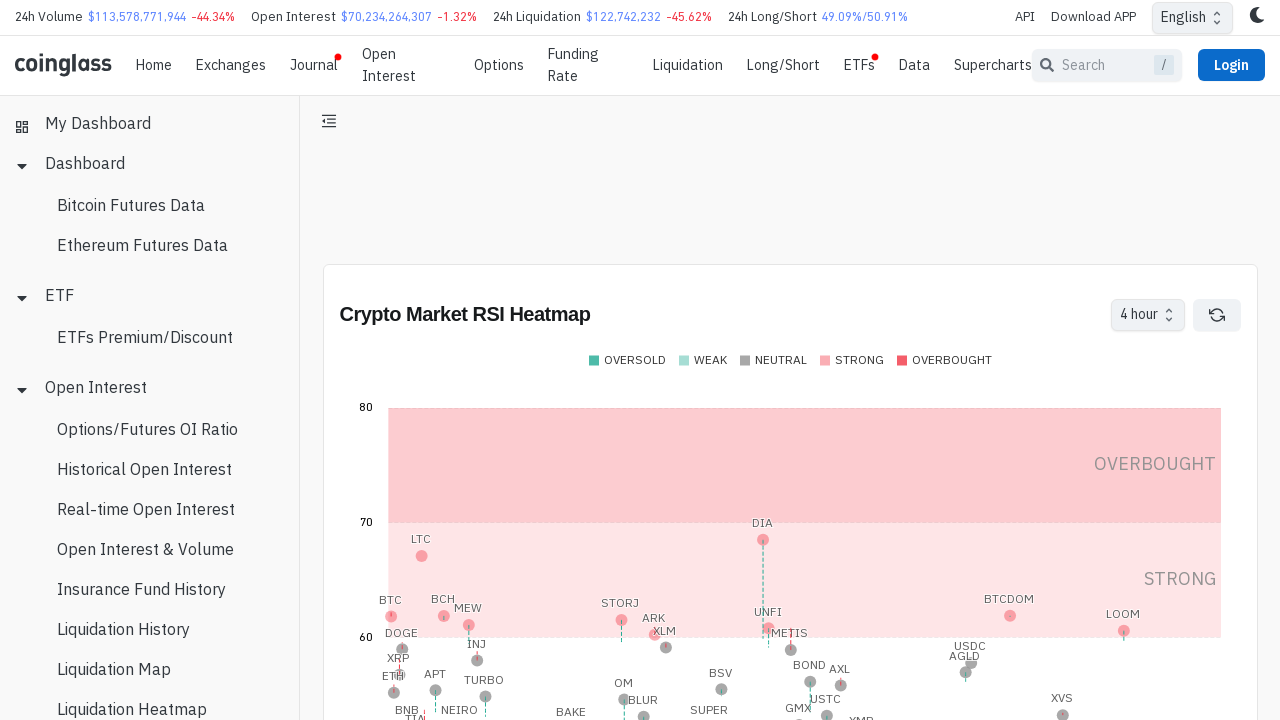 24h Volume $113,578,771,944 -44.34% Open Interest $70,234,264,307 -1.32% 24h Liquidation $122,742,232 -45.62% 24h Long/Short 49.09%/50.91% API Download APP English
coinglass Home Exchanges Journal Open Interest Options Funding Rate Liquidation Long/Short ETFs Data Supercharts Search / Login
My Dashboard
Dashboard
Bitcoin Futures Data
Ethereum Futures Data
ETF
ETFs Premium/Discount
Open Interest
Options/Futures OI Ratio
Historical Open Interest
Real-time Open Interest
Open Interest & Volume
Insurance Fund History
Liquidation History
Liquidation Map
Liquidation Heatmap
Crypto Market RSI Heatmap 4 hour
OVERSOLD WEAK NEUTRAL STRONG OVERBOUGHT
80
OVERBOUGHT
70
DIA
LTC
STRONG
BTC BCH STORJ BTCDOM
MEW UNFI LOOM
ARK
60 DOGE XLM METIS
INJ USDC
XRP AGLD
ETH APT TURBO OM BSV BOND AXL
BLUR USTC XVS
BNB NEIRO BAKE SUPER GMX
TIA XMR